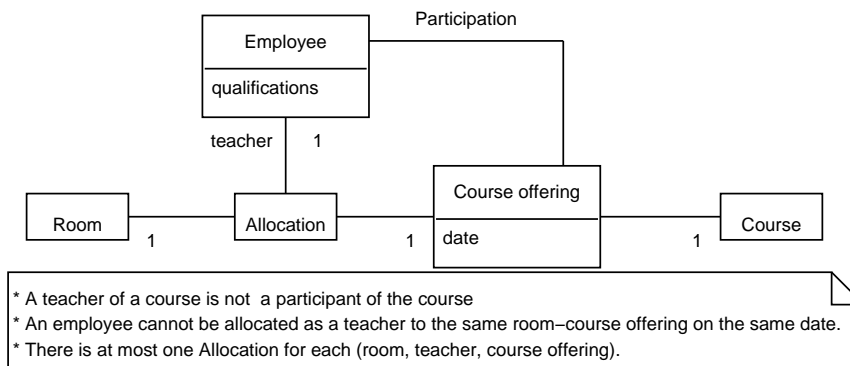 Participation
Employee
qualifications
teacher 1
Room
1
Allocation
1
Course offering
date
1
Course
* A teacher of a course is not a participant of the course
* An employee cannot be allocated as a teacher to the same room−course offering on the same date.
* There is at most one Allocation for each (room, teacher, course offering).